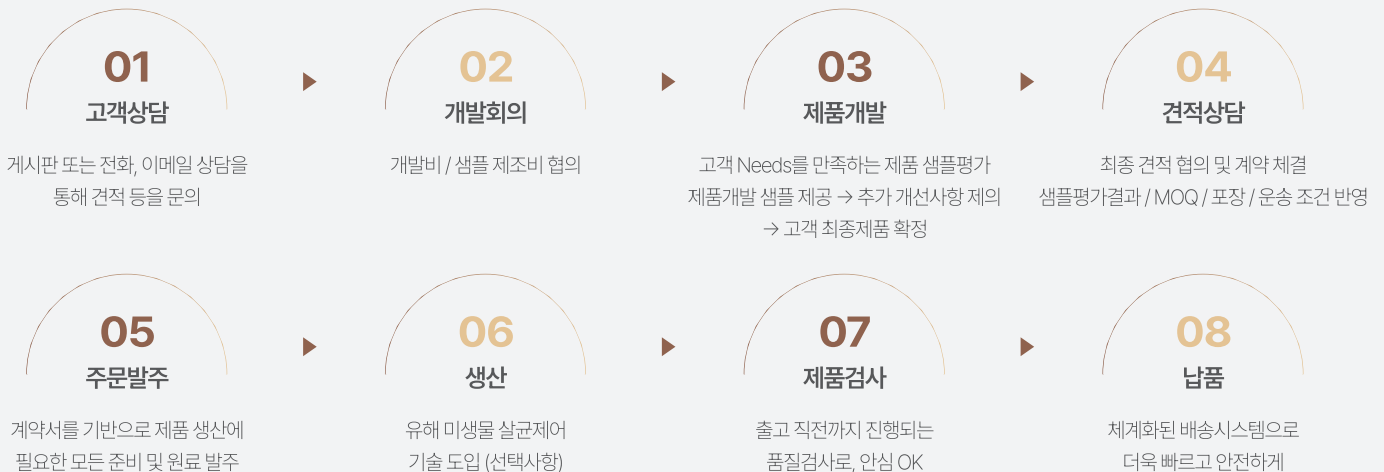 01
고객상담
게시판 또는 전화, 이메일 상담을
통해 견적 등을 문의
02
개발회의
개발비 / 샘플 제조비 협의
03
제품개발
고객 Needs를 만족하는 제품 샘플평가
제품개발 샘플 제공 → 추가 개선사항 제의
→ 고객 최종제품 확정
04
견적상담
최종 견적 협의 및 계약 체결
샘플평가결과 / MOQ / 포장 / 운송 조건 반영
05
주문발주
계약서를 기반으로 제품 생산에
필요한 모든 준비 및 원료 발주
06
생산
유해 미생물 살균제어
기술 도입 (선택사항)
07
제품검사
출고 직전까지 진행되는
품질검사로, 안심 OK
08
납품
체계화된 배송시스템으로
더욱 빠르고 안전하게